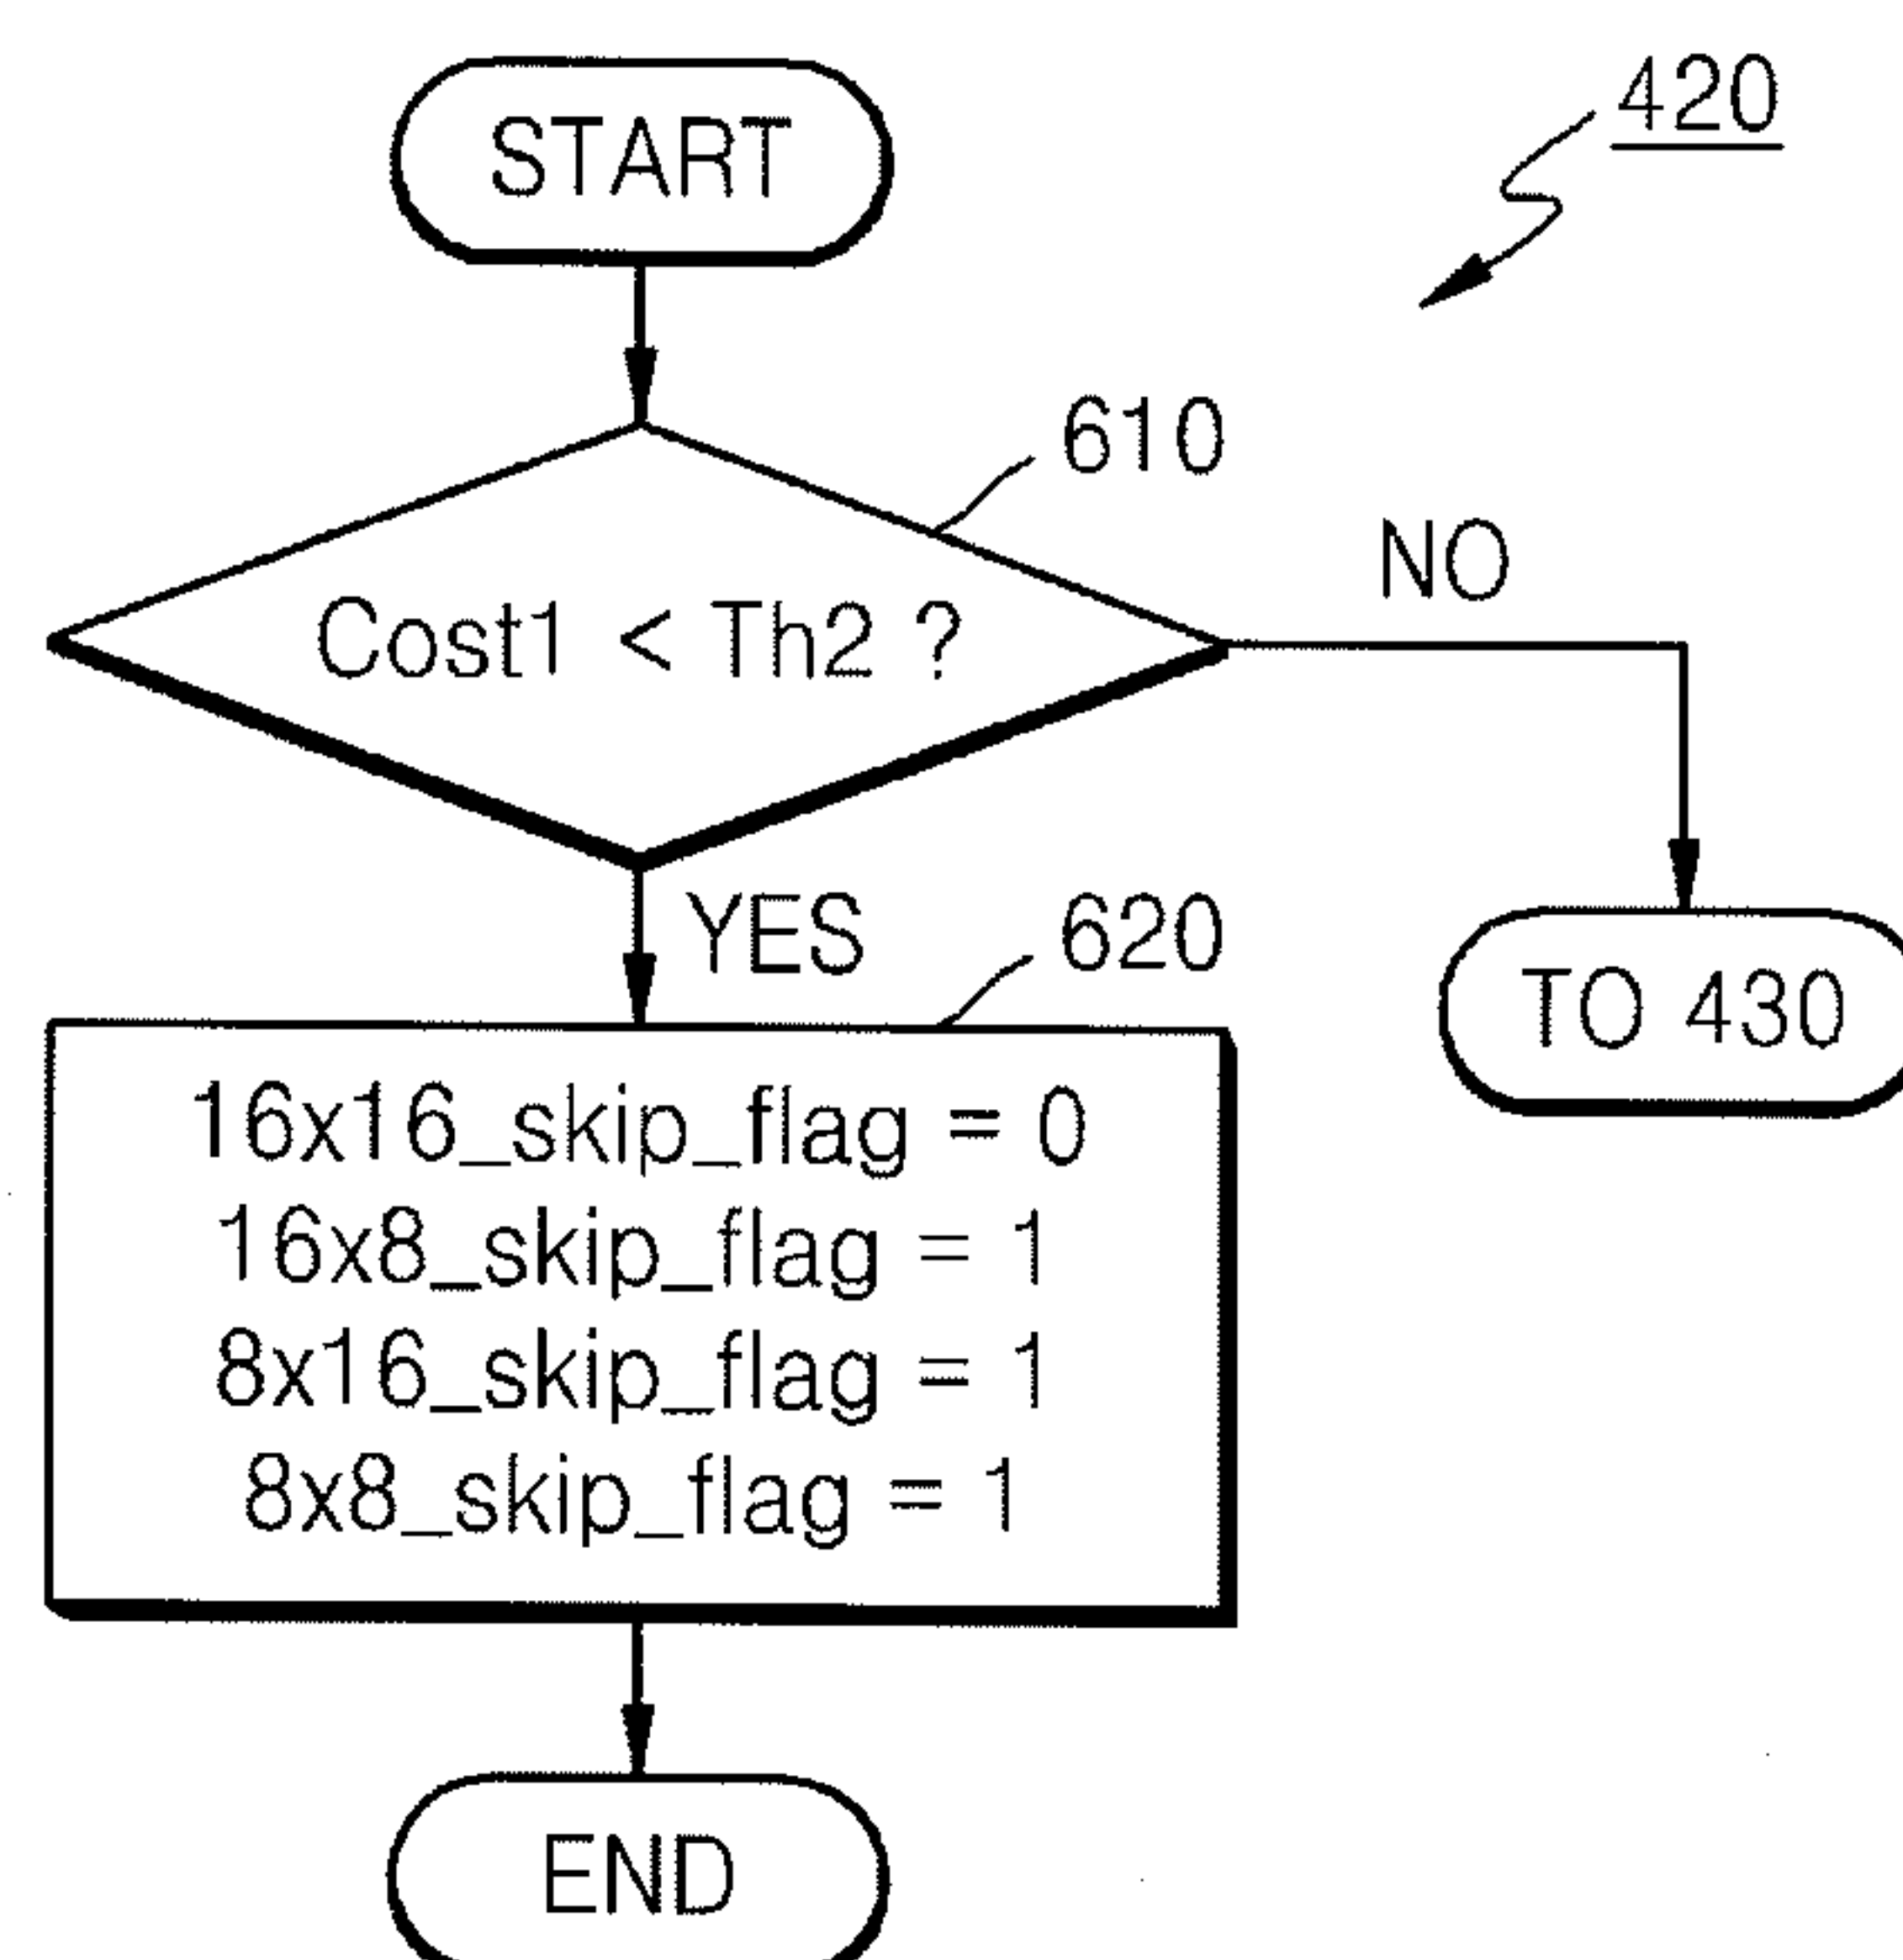 START
420
610
Cost1 < Th2 ?
NO
YES
620
TO 430
16x16_skip_flag = 0
16x8_skip_flag = 1
8x16_skip_flag = 1
8x8_skip_flag = 1
END